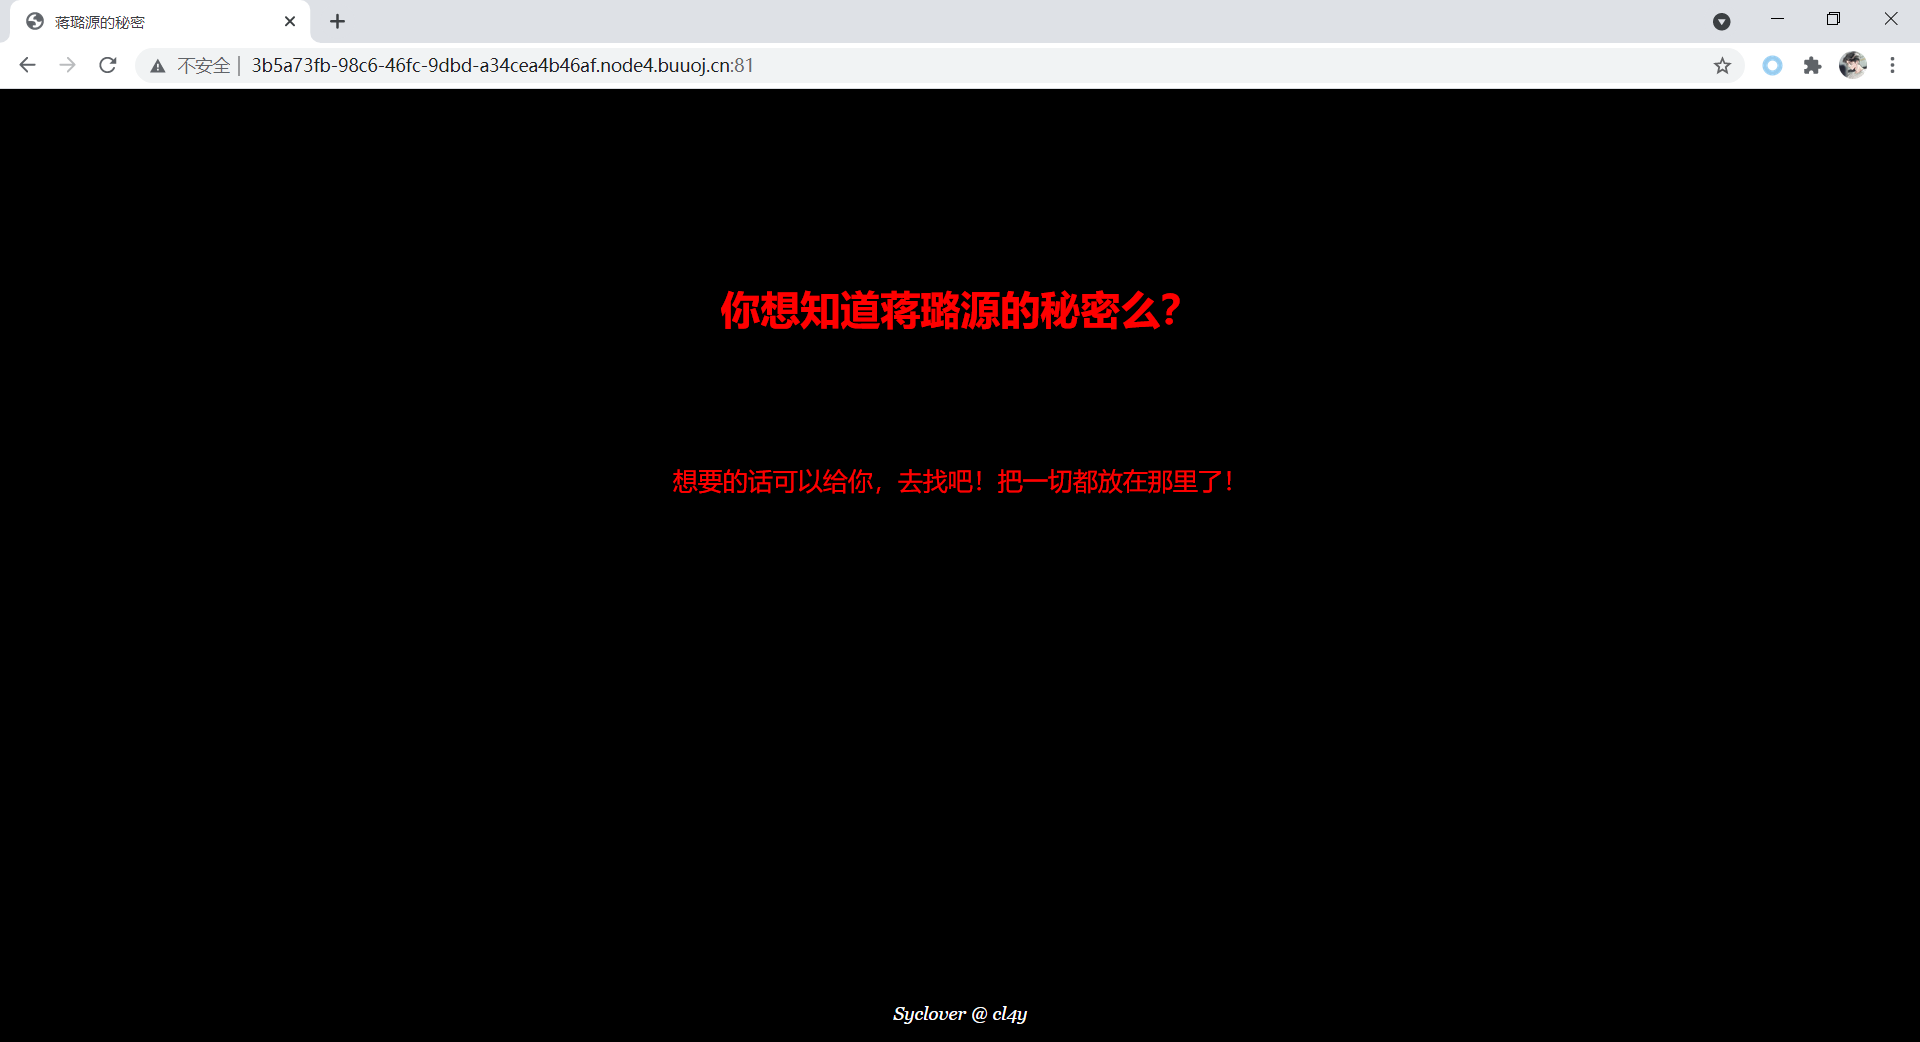 蒋璐源的秘密
不安全 | 3b5a73fb-98c6-46fc-9dbd-a34cea4b46af.node4.buuoj.cn:81
你想知道蒋璐源的秘密么？
想要的话可以给你，去找吧！把一切都放在那里了！
Syclover @ cl4y